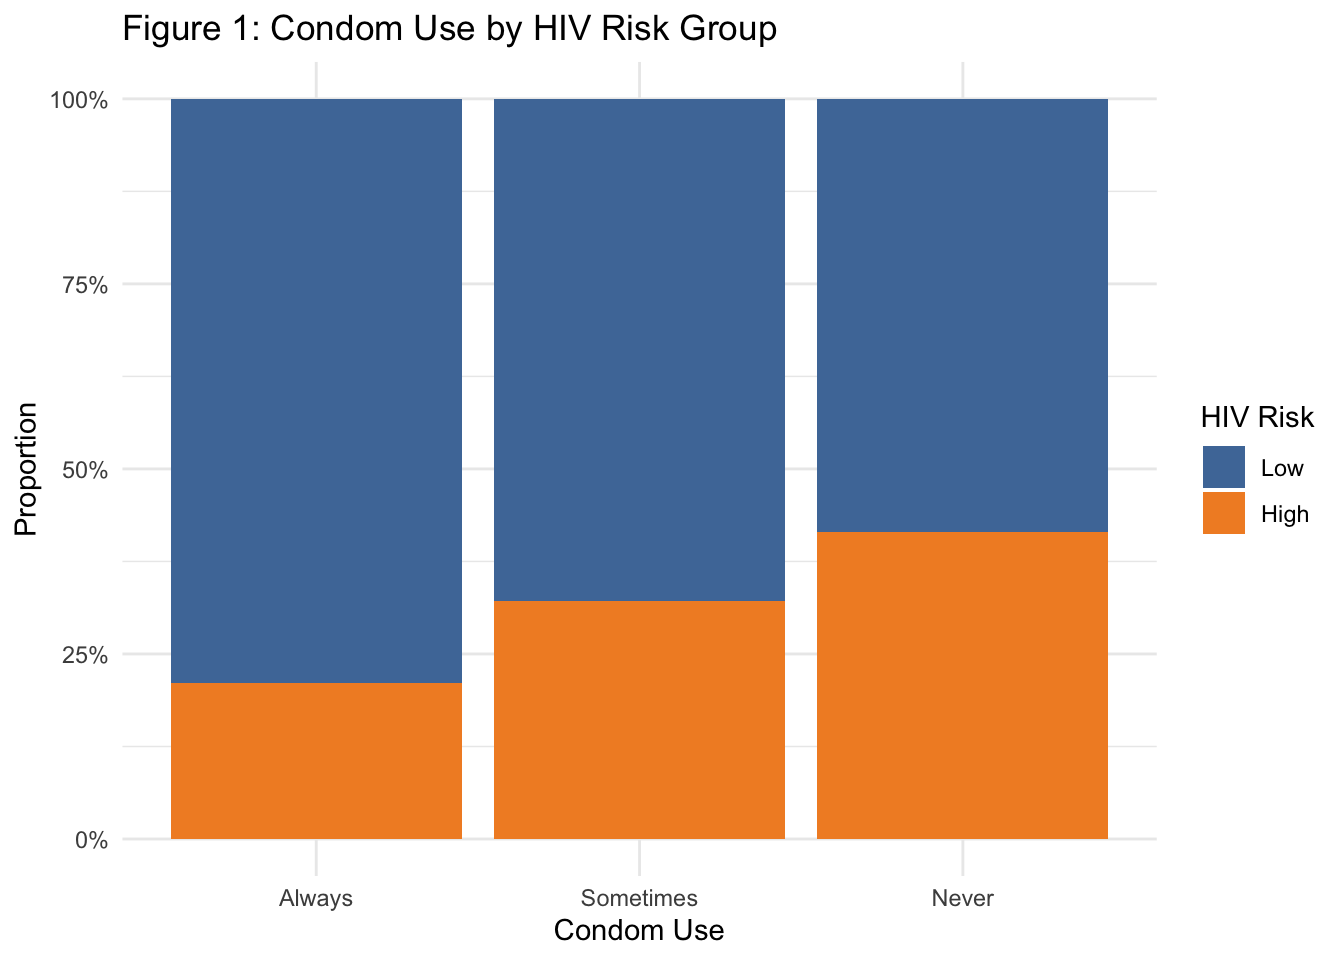 Figure 1: Condom Use by HIV Risk Group
100%
75%
50%
25%
0%
Proportion
Always
Sometimes
Never
Condom Use
HIV Risk
Low
High